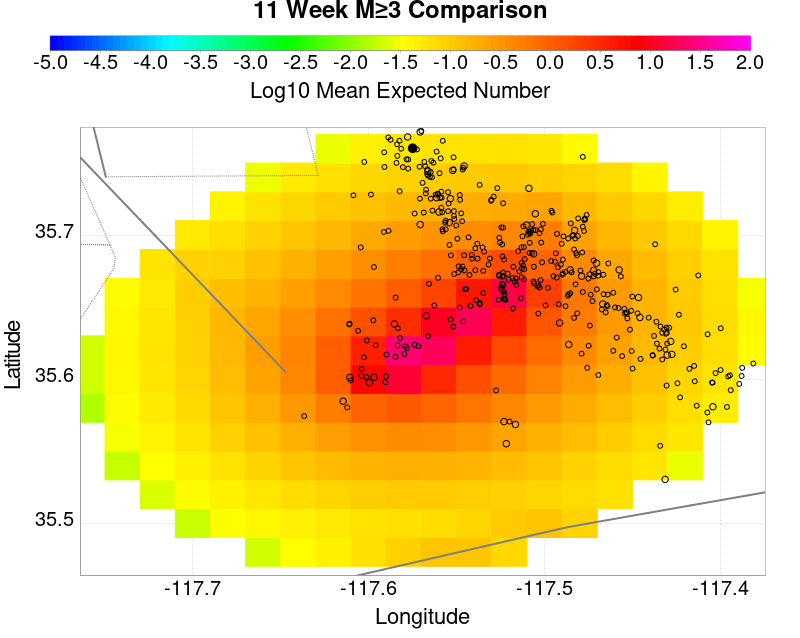 11 Week M≥3 Comparison
-5.0 -4.5 -4.0 -3.5 -3.0 -2.5 -2.0 -1.5 -1.0 -0.5 0.0 0.5 1.0 1.5 2.0
Log10 Mean Expected Number
35.7
35.6
35.5
Latitude
-117.7 -117.6 -117.5 -117.4
Longitude